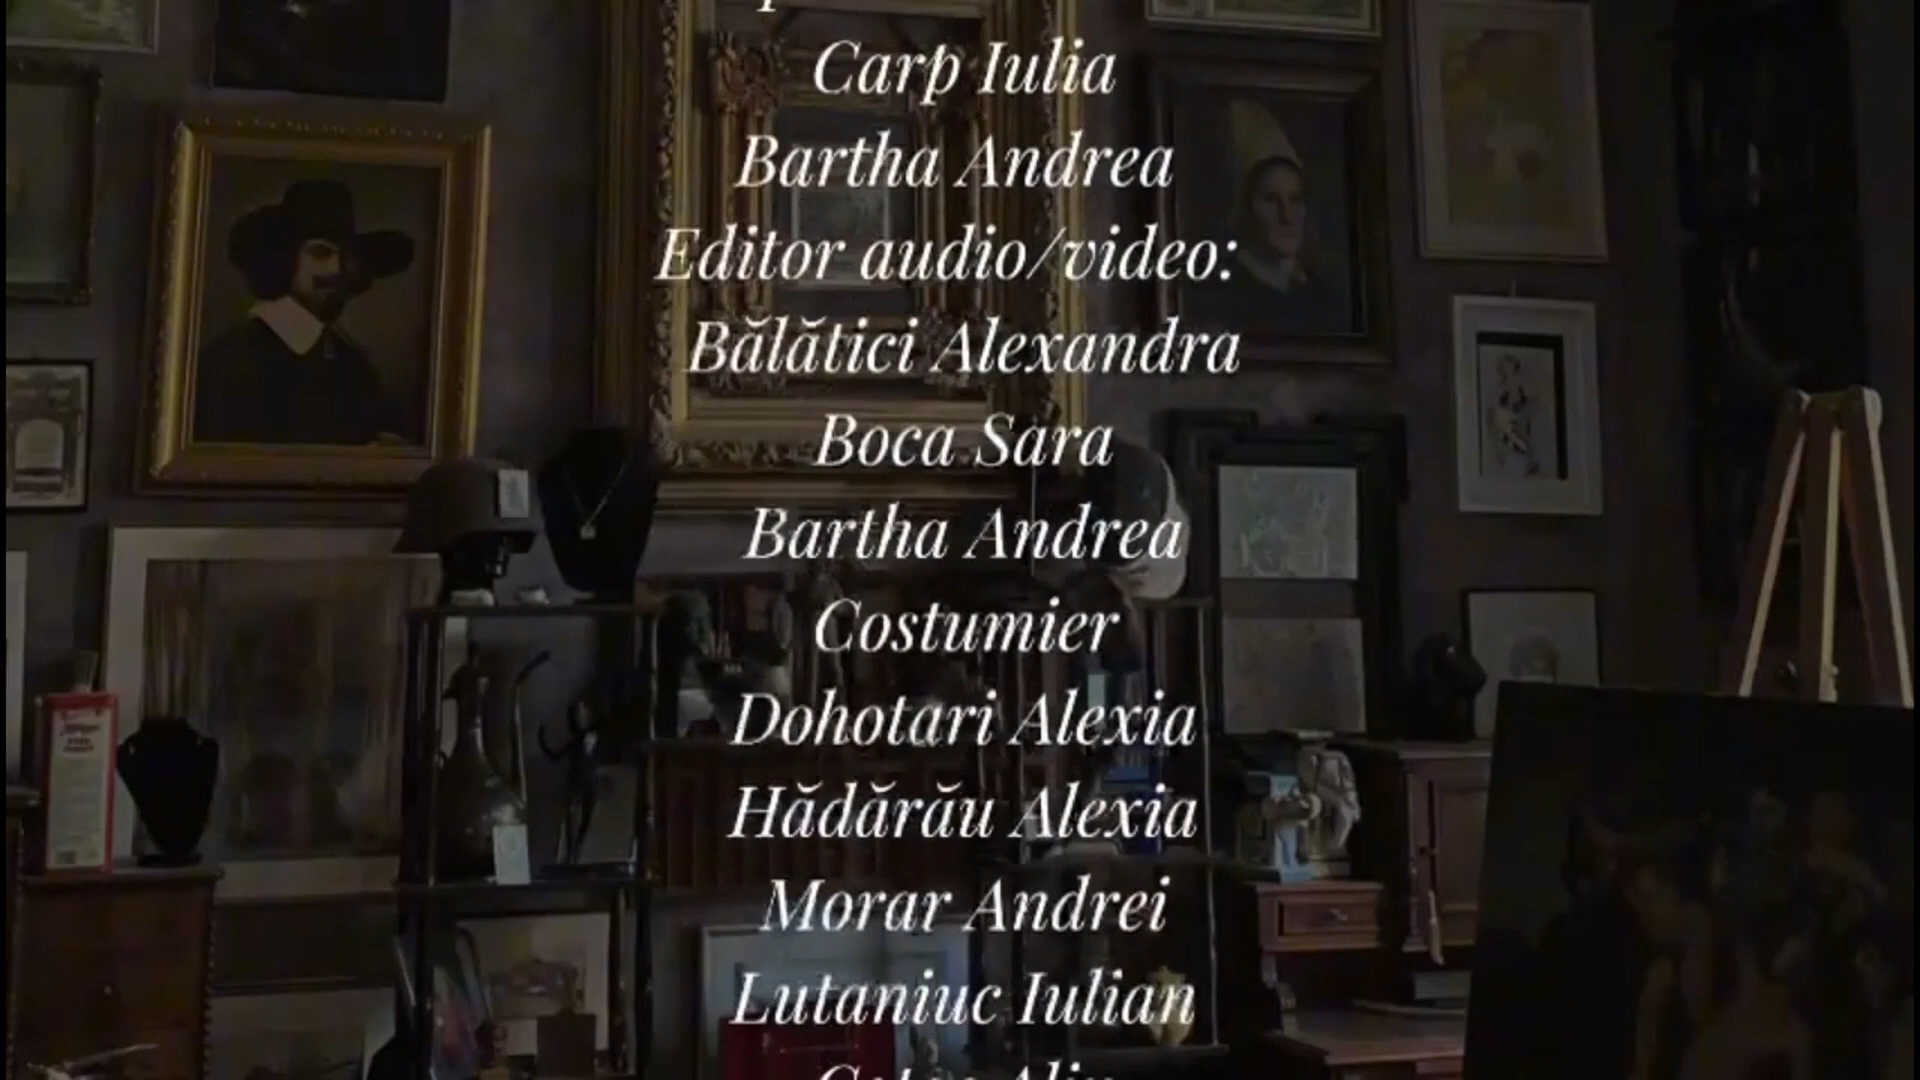 Carp Iulia
Bartha Andrea
Editor audio/video:
Bălătici Alexandra
Boca Sara
Bartha Andrea
Costumier
Dohotari Alexia
Hădărău Alexia
Morar Andrei
Lutaniuc Iulian